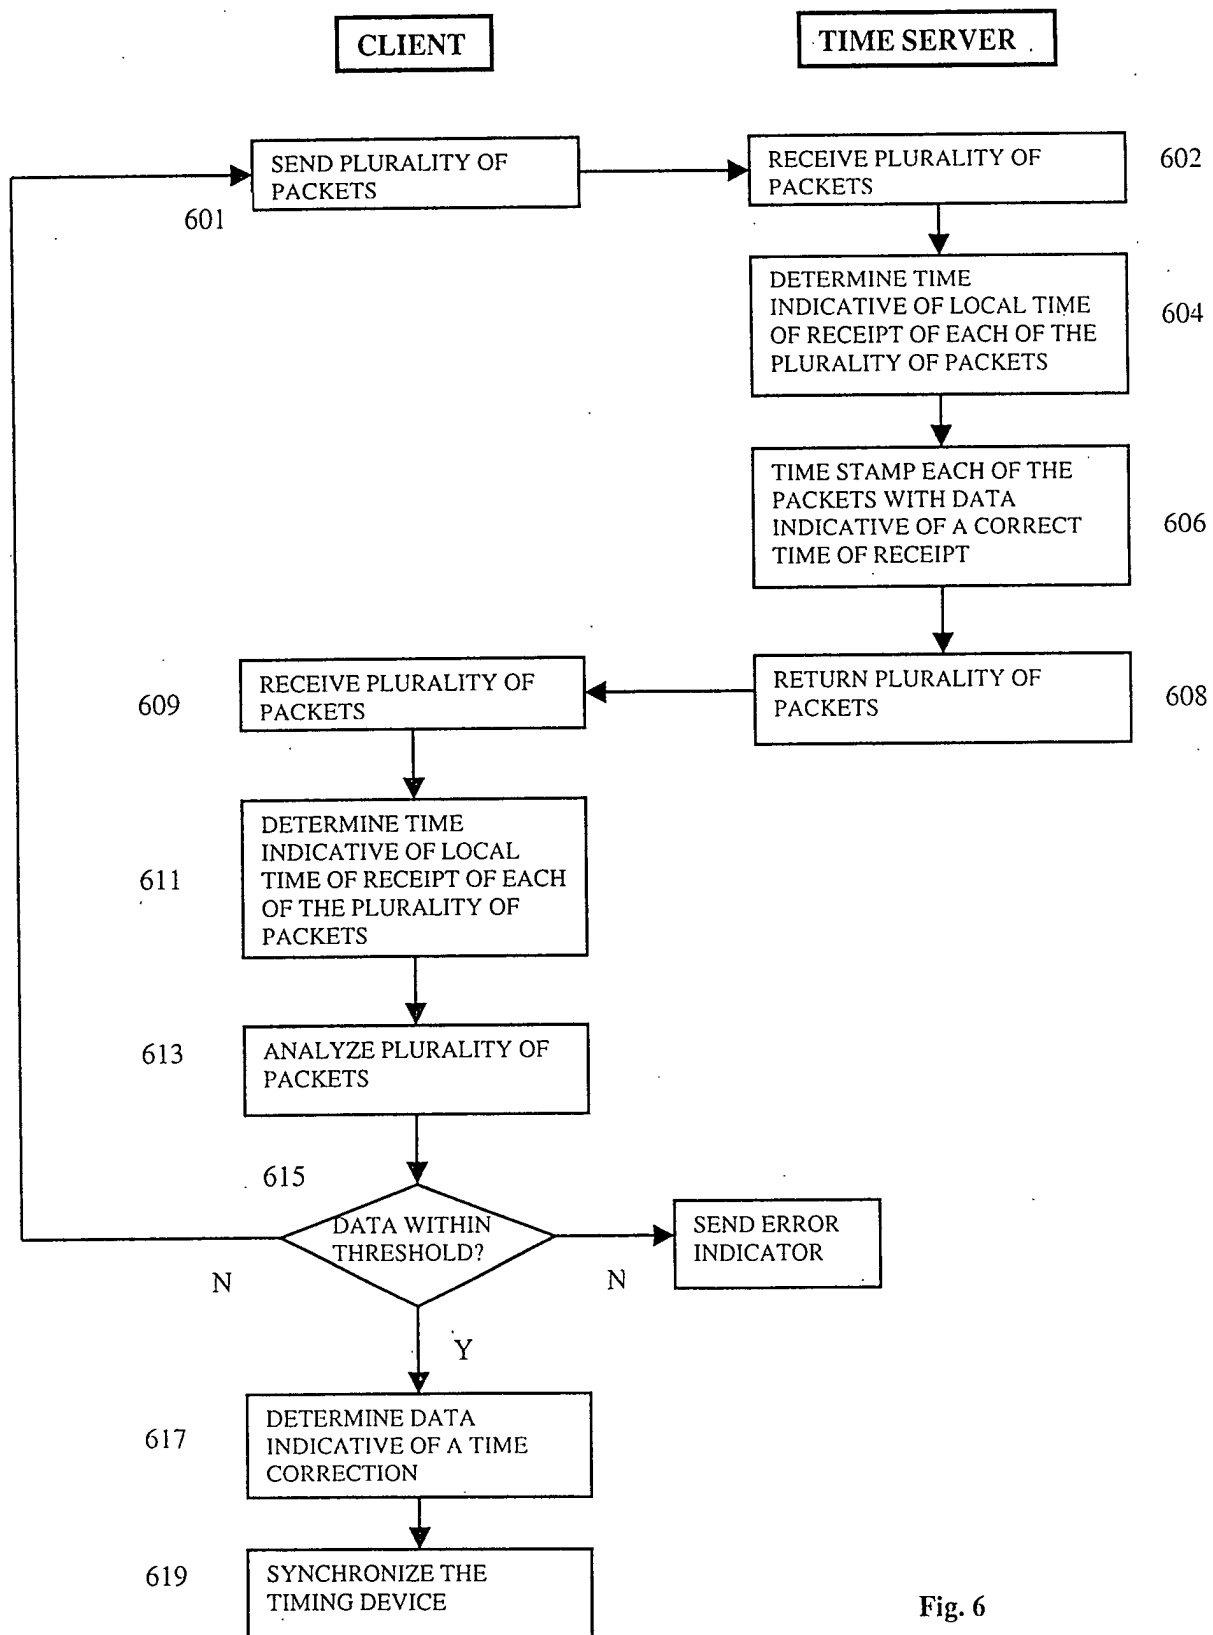 CLIENT
TIME SERVER
SEND PLURALITY OF
PACKETS
601
RECEIVE PLURALITY OF
PACKETS
602
DETERMINE TIME
INDICATIVE OF LOCAL TIME
OF RECEIPT OF EACH OF THE
PLURALITY OF PACKETS
604
TIME STAMP EACH OF THE
PACKETS WITH DATA
INDICATIVE OF A CORRECT
TIME OF RECEIPT
606
RETURN PLURALITY OF
PACKETS
608
609
RECEIVE PLURALITY OF
PACKETS
611
DETERMINE TIME
INDICATIVE OF LOCAL
TIME OF RECEIPT OF EACH
OF THE PLURALITY OF
PACKETS
613
ANALYZE PLURALITY OF
PACKETS
615
DATA WITHIN
THRESHOLD?
N
N
SEND ERROR
INDICATOR
Y
617
DETERMINE DATA
INDICATIVE OF A TIME
CORRECTION
619
SYNCHRONIZE THE
TIMING DEVICE
Fig. 6